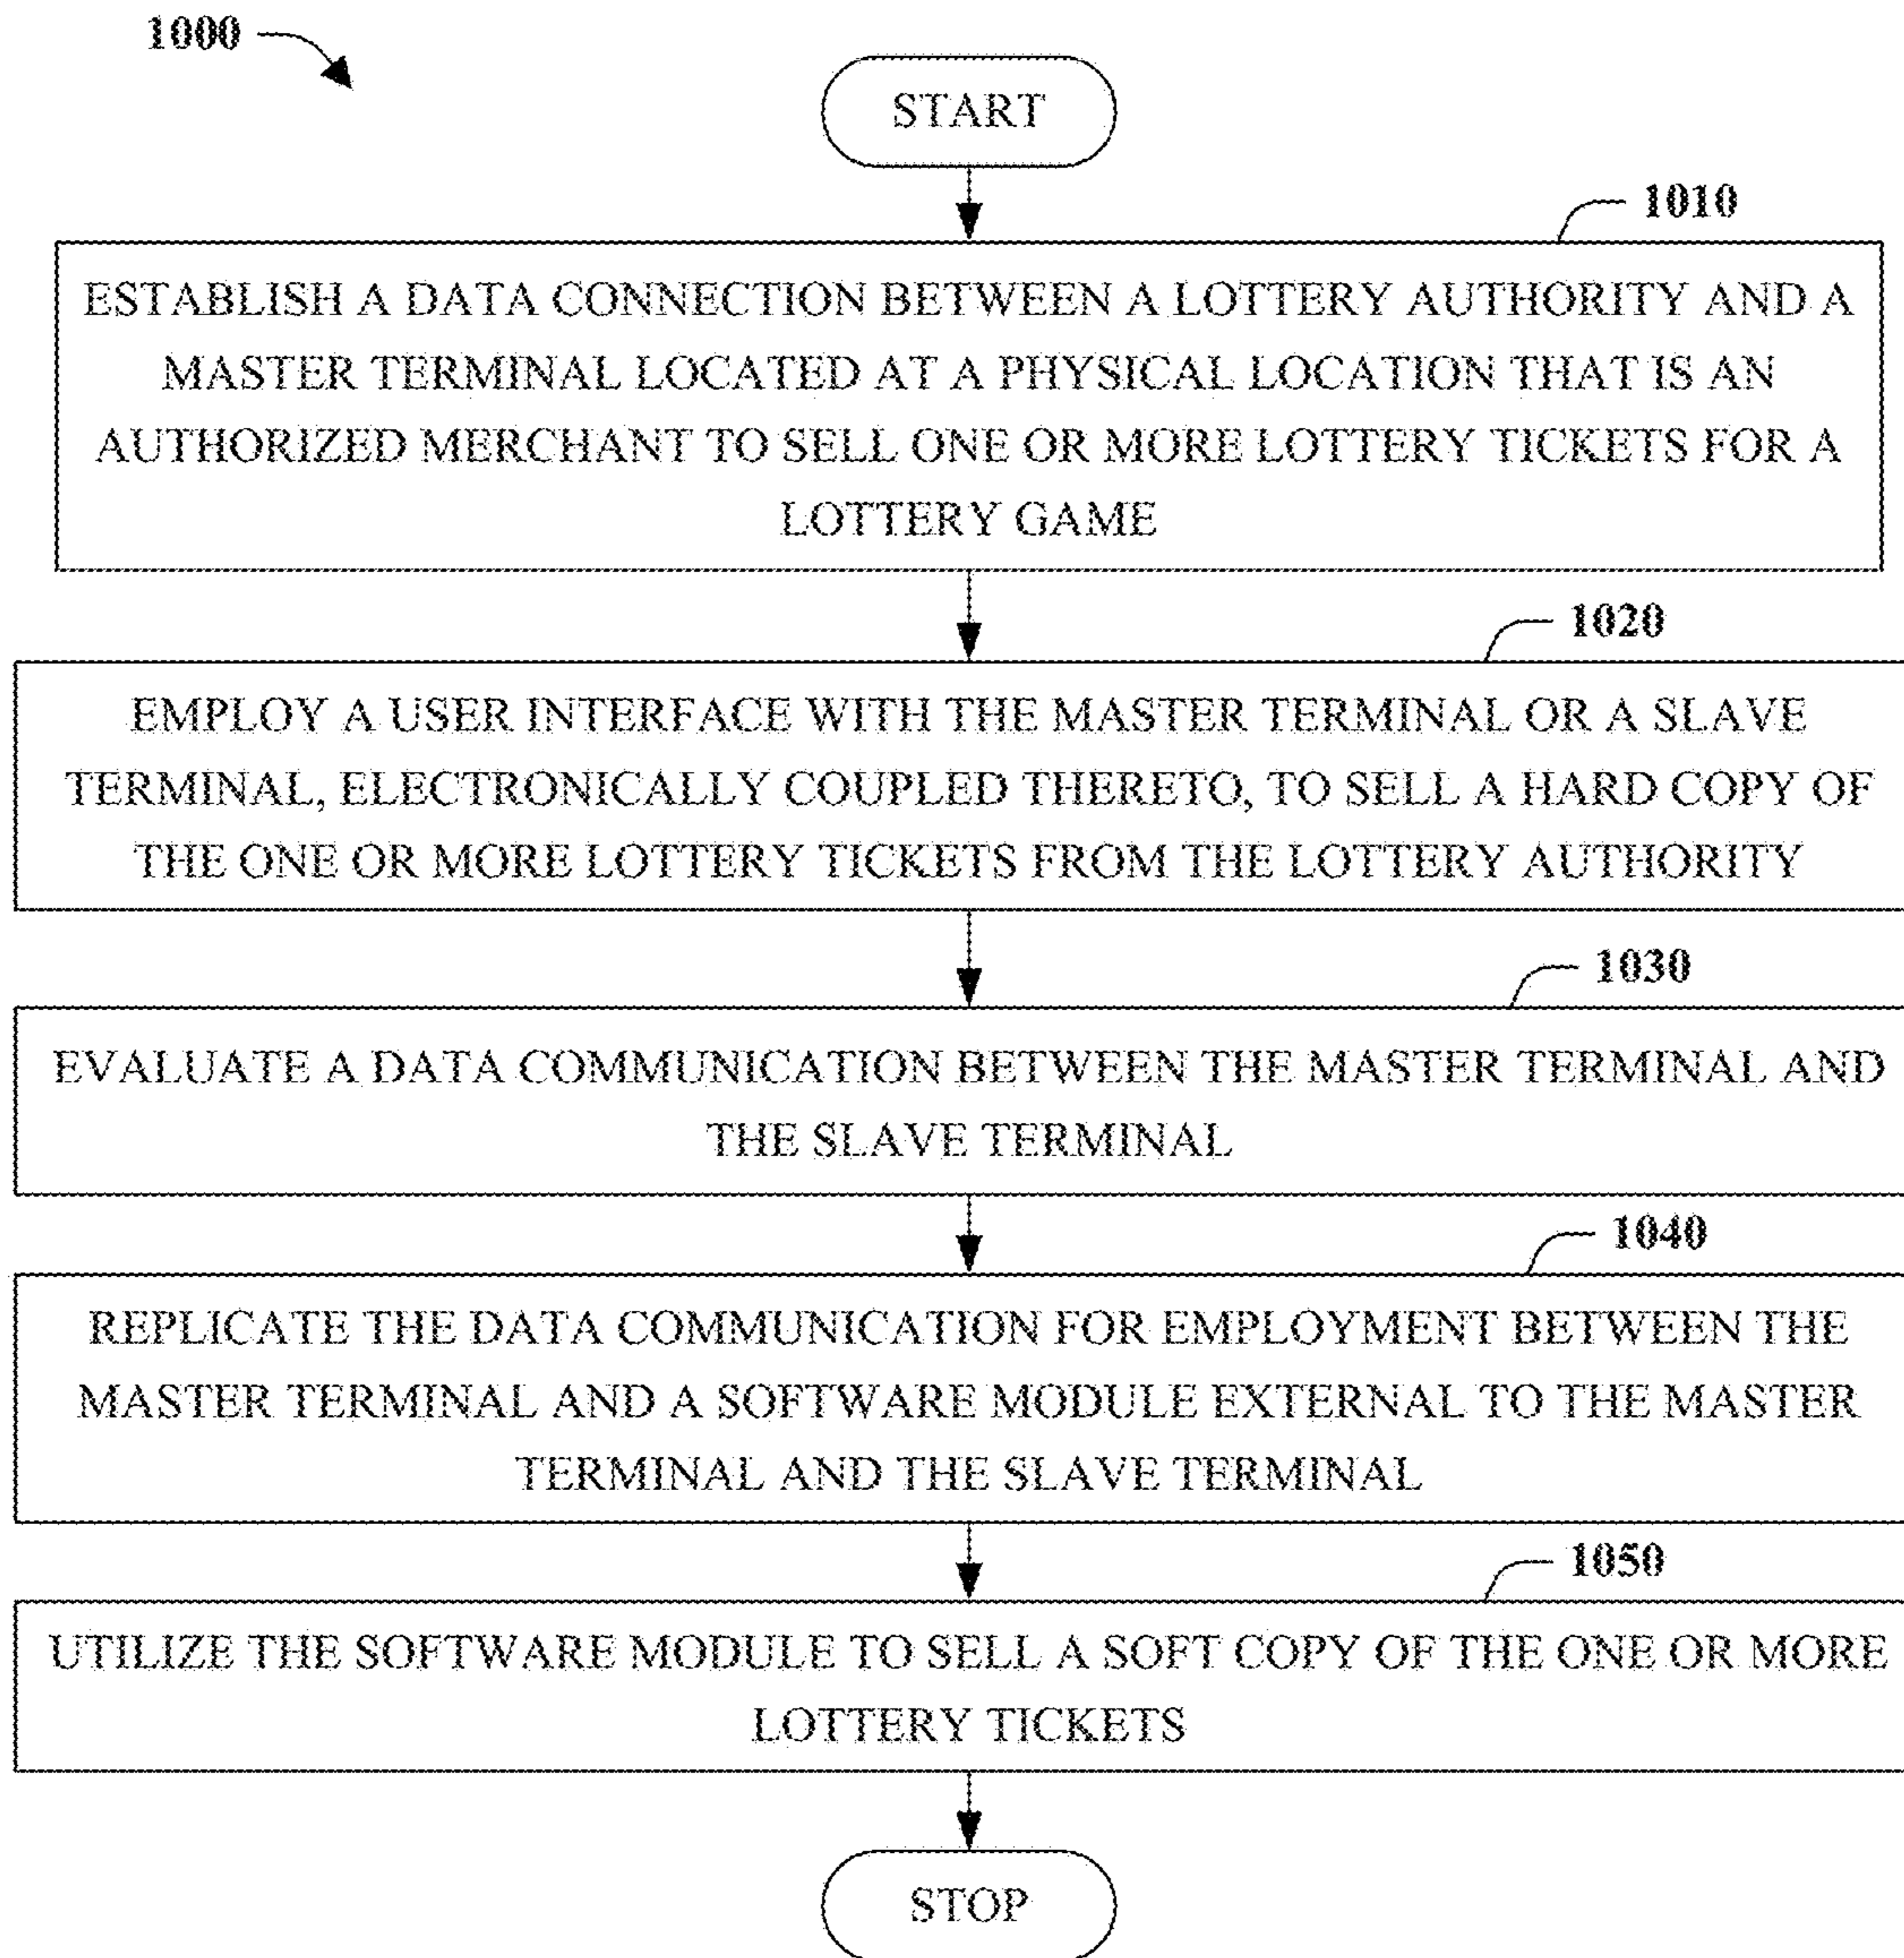 1000
START
1010
ESTABLISH A DATA CONNECTION BETWEEN A LOTTERY AUTHORITY AND A
MASTER TERMINAL LOCATED AT A PHYSICAL LOCATION THAT IS AN
AUTHORIZED MERCHANT TO SELL ONE OR MORE LOTTERY TICKETS FOR A
LOTTERY GAME
1020
EMPLOY A USER INTERFACE WITH THE MASTER TERMINAL OR A SLAVE
TERMINAL, ELECTRONICALLY COUPLED THERETO, TO SELL A HARD COPY OF
THE ONE OR MORE LOTTERY TICKETS FROM THE LOTTERY AUTHORITY
1030
EVALUATE A DATA COMMUNICATION BETWEEN THE MASTER TERMINAL AND
THE SLAVE TERMINAL
1040
REPLICATE THE DATA COMMUNICATION FOR EMPLOYMENT BETWEEN THE
MASTER TERMINAL AND A SOFTWARE MODULE EXTERNAL TO THE MASTER
TERMINAL AND THE SLAVE TERMINAL
1050
UTILIZE THE SOFTWARE MODULE TO SELL A SOFT COPY OF THE ONE OR MORE
LOTTERY TICKETS
STOP